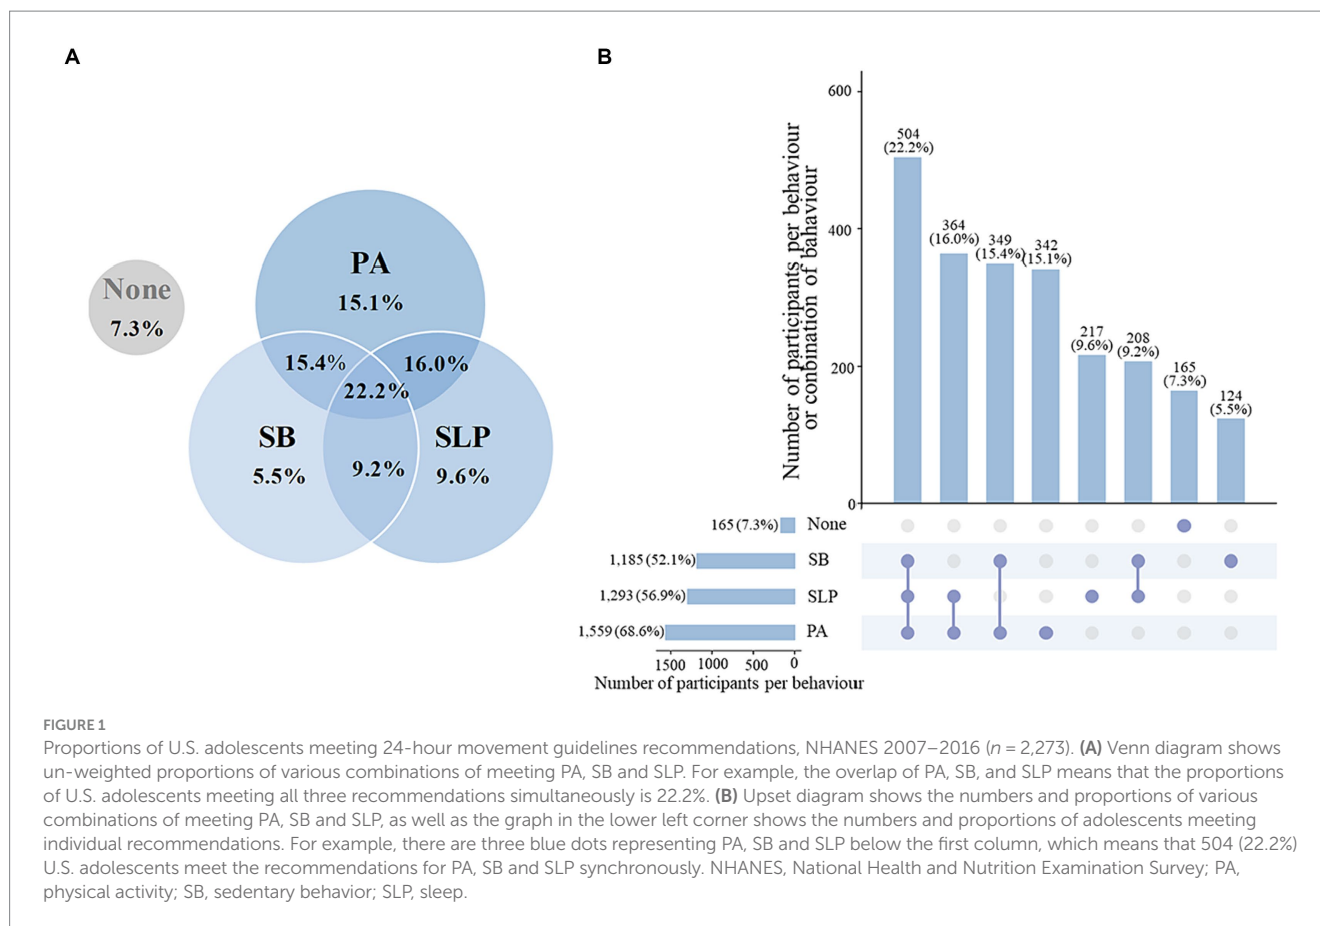 A
None
7.3%
PA
15.1%
15.4%
16.0%
22.2%
SB
5.5%
SLP
9.6%
9.2%
B
Number of participants per behaviour
or conbination of bahaviour
600
400
200
0
504
(22.2%)
364
(16.0%)
349
(15.4%)
342
(15.1%)
217
(9.6%)
208
(9.2%)
165
(7.3%)
124
(5.5%)
165 (7.3%) None
1,185 (52.1%) SB
1,293 (56.9%) SLP
1,559 (68.6%) PA
1500 1000 500 0
Number of participants per behaviour
FIGURE 1
Proportions of U.S. adolescents meeting 24-hour movement guidelines recommendations, NHANES 2007–2016 (n = 2,273). (A) Venn diagram shows
un-weighted proportions of various combinations of meeting PA, SB and SLP. For example, the overlap of PA, SB, and SLP means that the proportions
of U.S. adolescents meeting all three recommendations simultaneously is 22.2%. (B) Upset diagram shows the numbers and proportions of various
combinations of meeting PA, SB and SLP, as well as the graph in the lower left corner shows the numbers and proportions of adolescents meeting
individual recommendations. For example, there are three blue dots representing PA, SB and SLP below the first column, which means that 504 (22.2%)
U.S. adolescents meet the recommendations for PA, SB and SLP synchronously. NHANES, National Health and Nutrition Examination Survey; PA,
physical activity; SB, sedentary behavior; SLP, sleep.